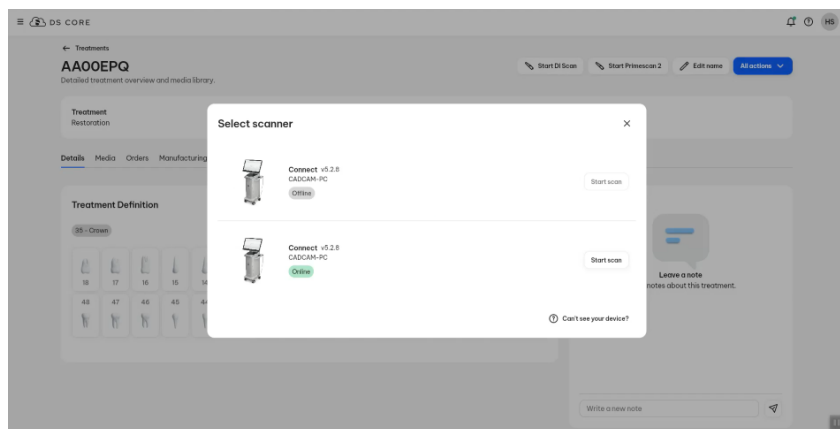 DS CORE
HS
← Treatments
AA00EPQ
Detailed treatment overview and media library.
Start DI Scan
Start Primescan 2
Edit name
All actions
Treatment
Restoration
Select scanner
Connect v5.2.8
CADCAM-PC
Offline
Start scan
Connect v5.2.8
CADCAM-PC
Online
Start scan
Can't see your device?
Details Media Orders Manufacturing
Treatment Definition
35 - Crown
18 17 16 15
48 47 46 45
Leave a note
notes about this treatment.
Write a new note